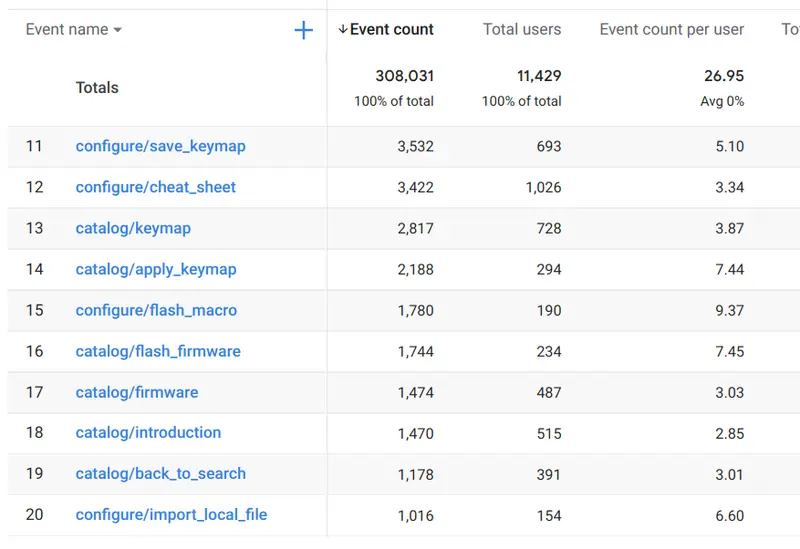 Event name Event count Total users Event count per user To
Totals 308,031 11,429 26.95
100% of total 100% of total Avg 0%
11 configure/save_keymap 3,532 693 5.10
12 configure/cheat_sheet 3,422 1,026 3.34
13 catalog/keymap 2,817 728 3.87
14 catalog/apply_keymap 2,188 294 7.44
15 configure/flash_macro 1,780 190 9.37
16 catalog/flash_firmware 1,744 234 7.45
17 catalog/firmware 1,474 487 3.03
18 catalog/introduction 1,470 515 2.85
19 catalog/back_to_search 1,178 391 3.01
20 configure/import_local_file 1,016 154 6.60